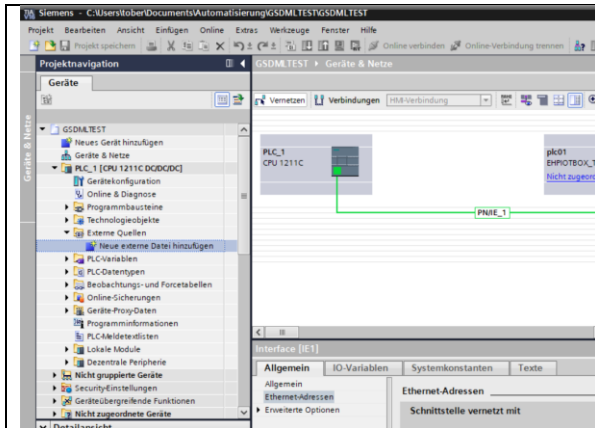 Siemens - C:\Users\tober\Documents\Automatisierung\GSDMLTEST\GSDMLTEST
Projekt Bearbeiten Ansicht Einfügen Online Extras Werkzeuge Fenster Hilfe
Projekt speichern Online verbinden Online-Verbindung trennen
Projektnavigation
GSDMLTEST Geräte & Netze
Geräte
Vernetzen Verbindungen HMI-Verbindung
Geräte & Netze
GSDMLTEST
Neues Gerät hinzufügen
Geräte & Netze
PLC_1 [CPU 1211C DC/DC/DC]
Gerätekonfiguration
Online & Diagnose
Programmbausteine
Technologieobjekte
Externe Quellen
Neue externe Datei hinzufügen
PLC-Variablen
PLC-Datentypen
Beobachtungs- und Forcetabellen
Online-Sicherungen
Geräte-Proxy-Daten
Programminformationen
PLC-Meldetextlisten
Lokale Module
Dezentrale Peripherie
Nicht gruppierte Geräte
Security-Einstellungen
Geräteübergreifende Funktionen
Nicht zugeordnete Geräte
Detailansicht
PLC_1
CPU 1211C
plc01
EHPIOTBOX_T
Nicht zugeord
PN/IE_1
Interface [IE1]
Allgemein IO-Variablen Systemkonstanten Texte
Allgemein
Ethernet-Adressen
Erweiterte Optionen
Ethernet-Adressen
Schnittstelle vernetzt mit